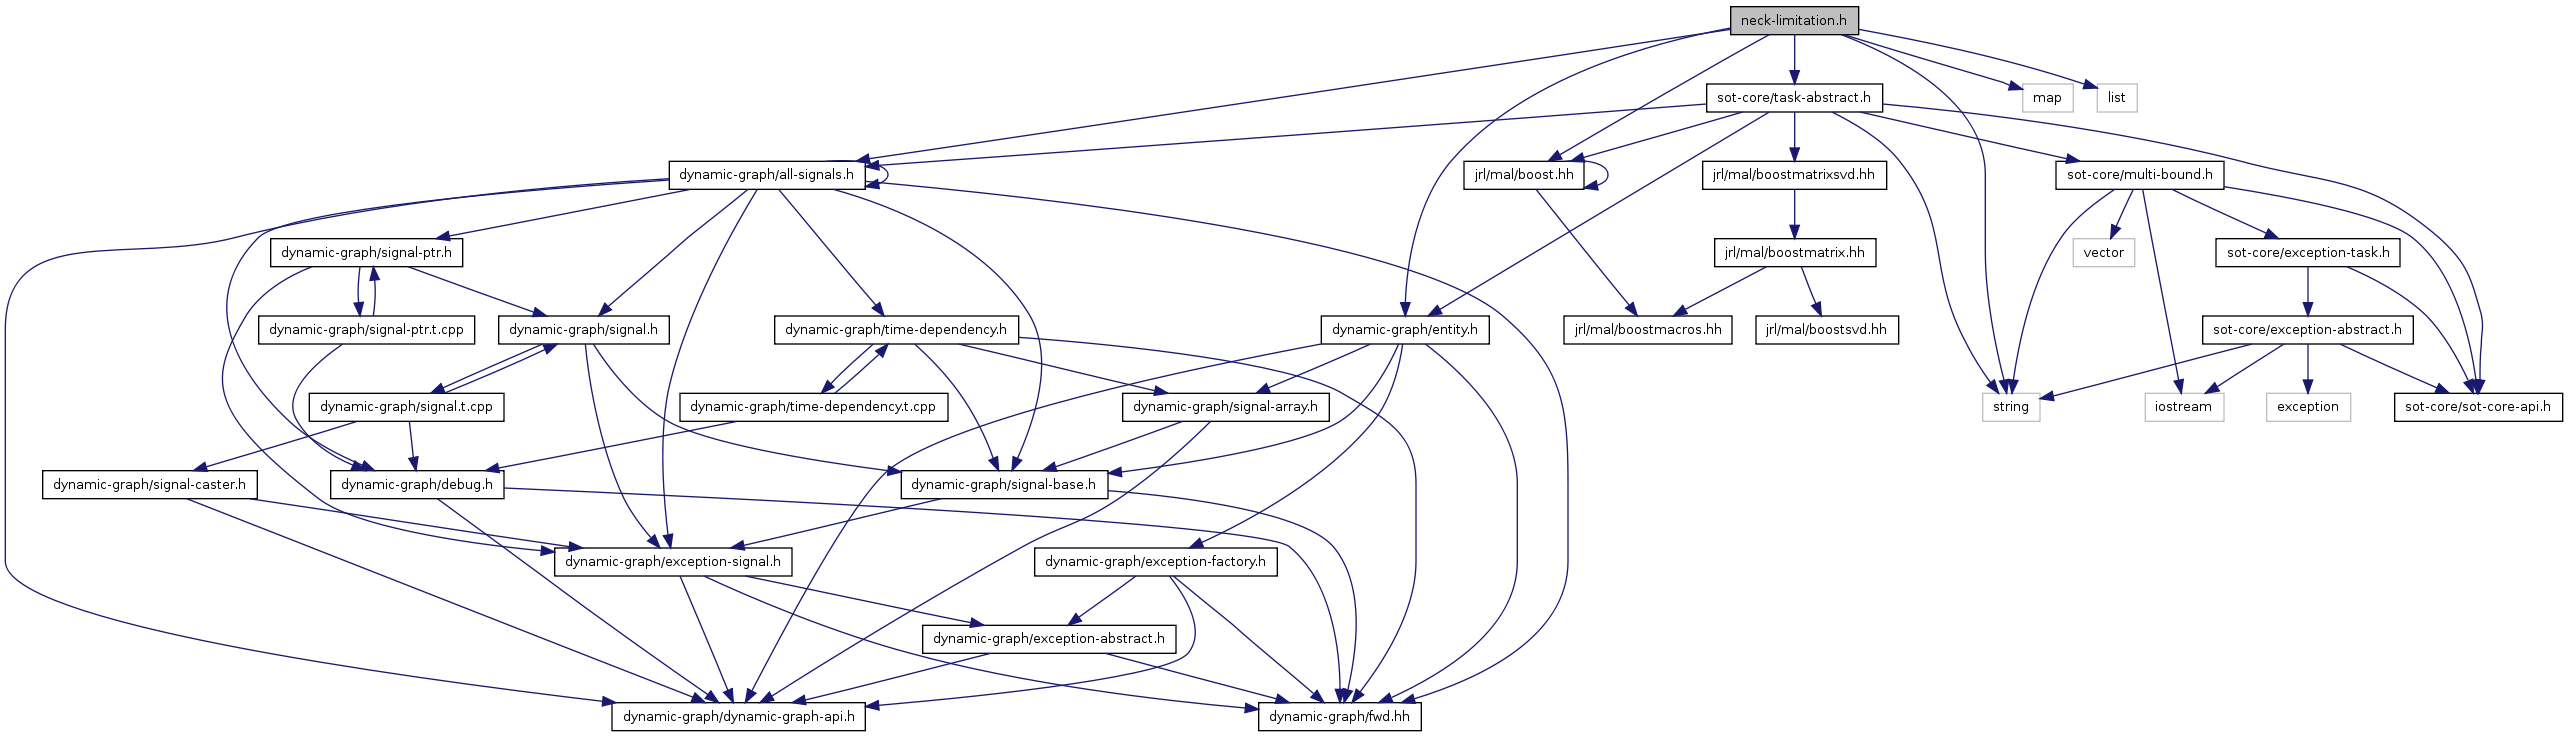 neck-limitation.h
sot-core/task-abstract.h
map
list
dynamic-graph/all-signals.h
jrl/mal/boost.hh
jrl/mal/boostmatrixsvd.hh
sot-core/multi-bound.h
dynamic-graph/signal-ptr.h
jrl/mal/boostmatrix.hh
vector
sot-core/exception-task.h
dynamic-graph/signal-ptr.t.cpp
dynamic-graph/signal.h
dynamic-graph/time-dependency.h
dynamic-graph/entity.h
jrl/mal/boostmacros.hh
jrl/mal/boostsvd.hh
sot-core/exception-abstract.h
dynamic-graph/signal.t.cpp
dynamic-graph/time-dependency.t.cpp
dynamic-graph/signal-array.h
string
iostream
exception
sot-core/sot-core-api.h
dynamic-graph/signal-caster.h
dynamic-graph/debug.h
dynamic-graph/signal-base.h
dynamic-graph/exception-signal.h
dynamic-graph/exception-factory.h
dynamic-graph/exception-abstract.h
dynamic-graph/dynamic-graph-api.h
dynamic-graph/fwd.hh